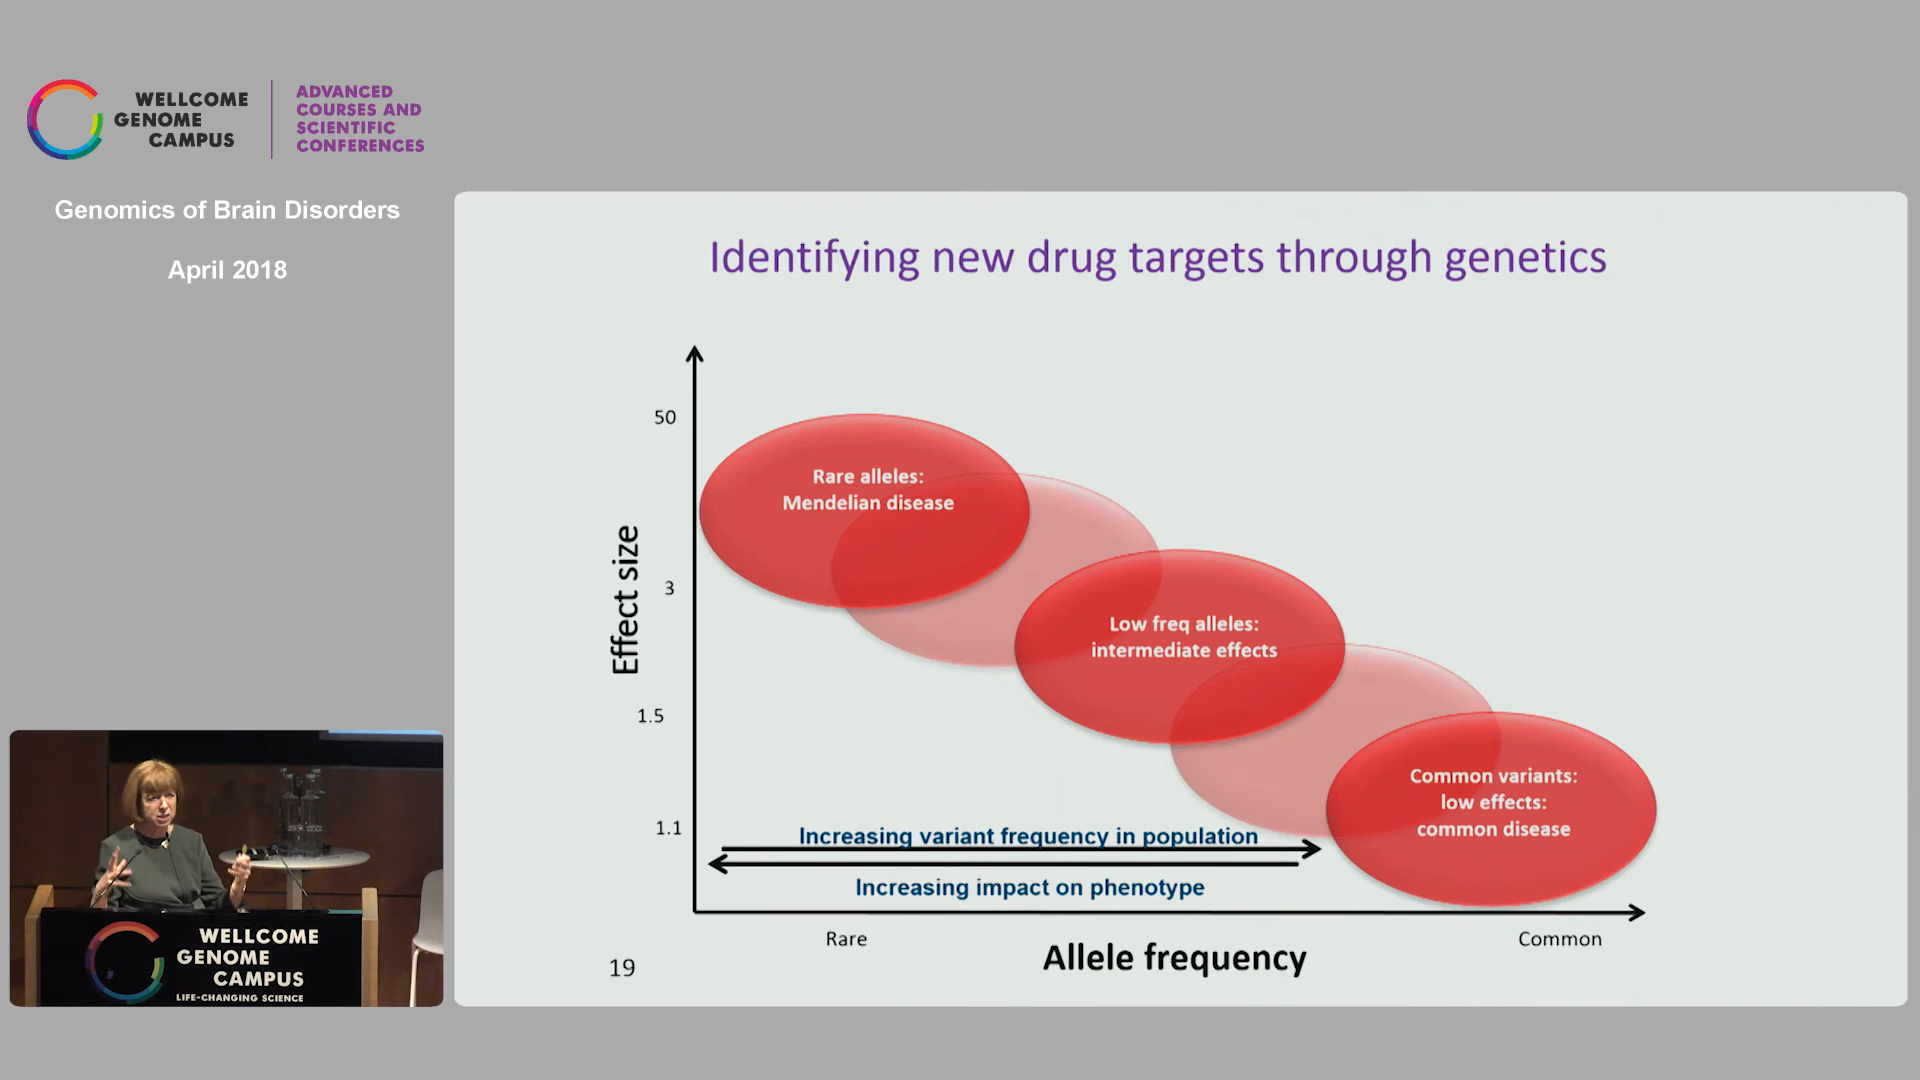 WELLCOME
GENOME
CAMPUS
ADVANCED
COURSES AND
SCIENTIFIC
CONFERENCES
Genomics of Brain Disorders
April 2018
Identifying new drug targets through genetics
Effect size
50
3
1.5
1.1
Rare alleles:
Mendelian disease
Low freq alleles:
intermediate effects
Common variants:
low effects:
common disease
Increasing variant frequency in population
Increasing impact on phenotype
Rare
Common
Allele frequency
19
WELLCOME
GENOME
CAMPUS
LIFE-CHANGING SCIENCE